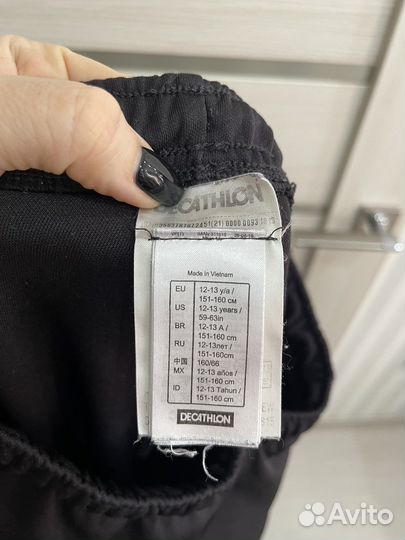 DECATHLON
Made in Vietnam
EU 12-13 y/a /
151-160 см
US 12-13 years /
59-63in
BR 12-13 A /
151-160cm
RU 12-13лет /
151-160cm
中国 160/66
MX 12-13 años /
151-160 cm
ID 12-13 Tahun /
151-160 cm
DECATHLON
Avito